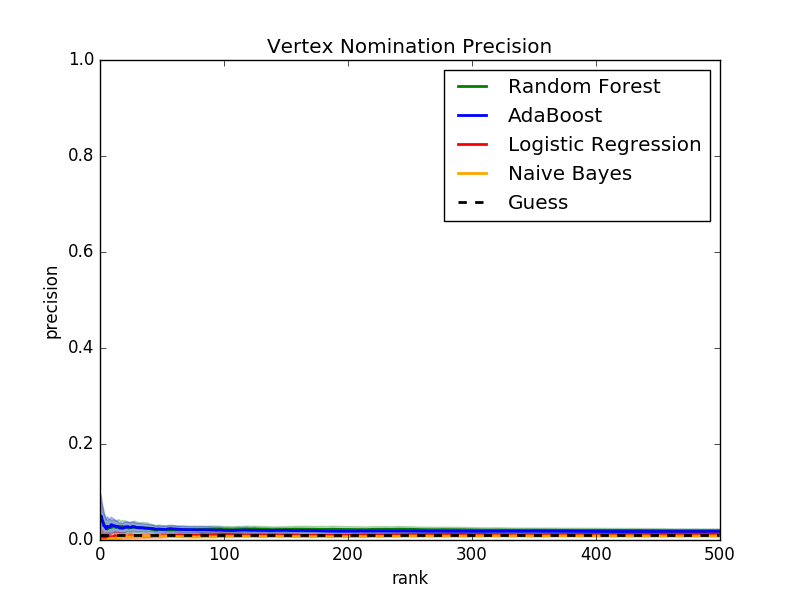 Vertex Nomination Precision
1.0
0.8
0.6
0.4
0.2
0.0
precision
Random Forest
AdaBoost
Logistic Regression
Naive Bayes
Guess
0 100 200 300 400 500
rank